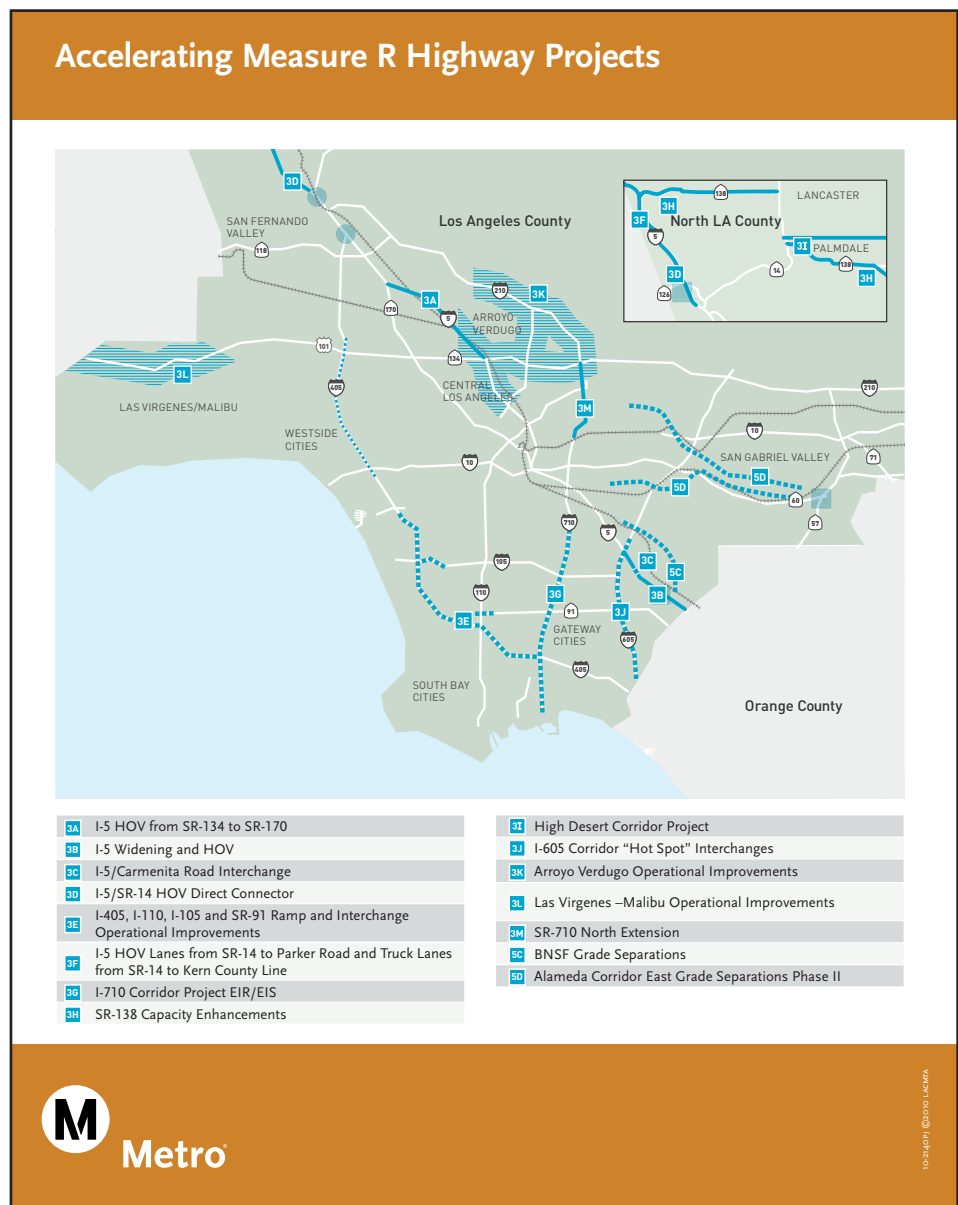 Accelerating Measure R Highway Projects
3D
Los Angeles County
SAN FERNANDO
VALLEY
118
138
LANCASTER
3H
3F
North LA County
5
3I
PALMDALE
138
14
3D
3H
126
210
3K
3A
170
5
ARROYO
VERDUGO
101
134
3L
405
CENTRAL
LOS ANGELES
210
LAS VIRGENES/MALIBU
3M
WESTSIDE
CITIES
10
10
SAN GABRIEL VALLEY
71
5D
5D
60
710
57
5
105
3C
5C
110
3G
3B
91
3J
3E
GATEWAY
CITIES
605
405
SOUTH BAY
CITIES
Orange County
3A I-5 HOV from SR-134 to SR-170
3B I-5 Widening and HOV
3C I-5/Carmenita Road Interchange
3D I-5/SR-14 HOV Direct Connector
3E I-405, I-110, I-105 and SR-91 Ramp and Interchange
Operational Improvements
3F I-5 HOV Lanes from SR-14 to Parker Road and Truck Lanes
from SR-14 to Kern County Line
3G I-710 Corridor Project EIR/EIS
3H SR-138 Capacity Enhancements
3I High Desert Corridor Project
3J I-605 Corridor “Hot Spot” Interchanges
3K Arroyo Verdugo Operational Improvements
3L Las Virgenes –Malibu Operational Improvements
3M SR-710 North Extension
5C BNSF Grade Separations
5D Alameda Corridor East Grade Separations Phase II
M
Metro
10-2140PJ ©2010 LACMTA